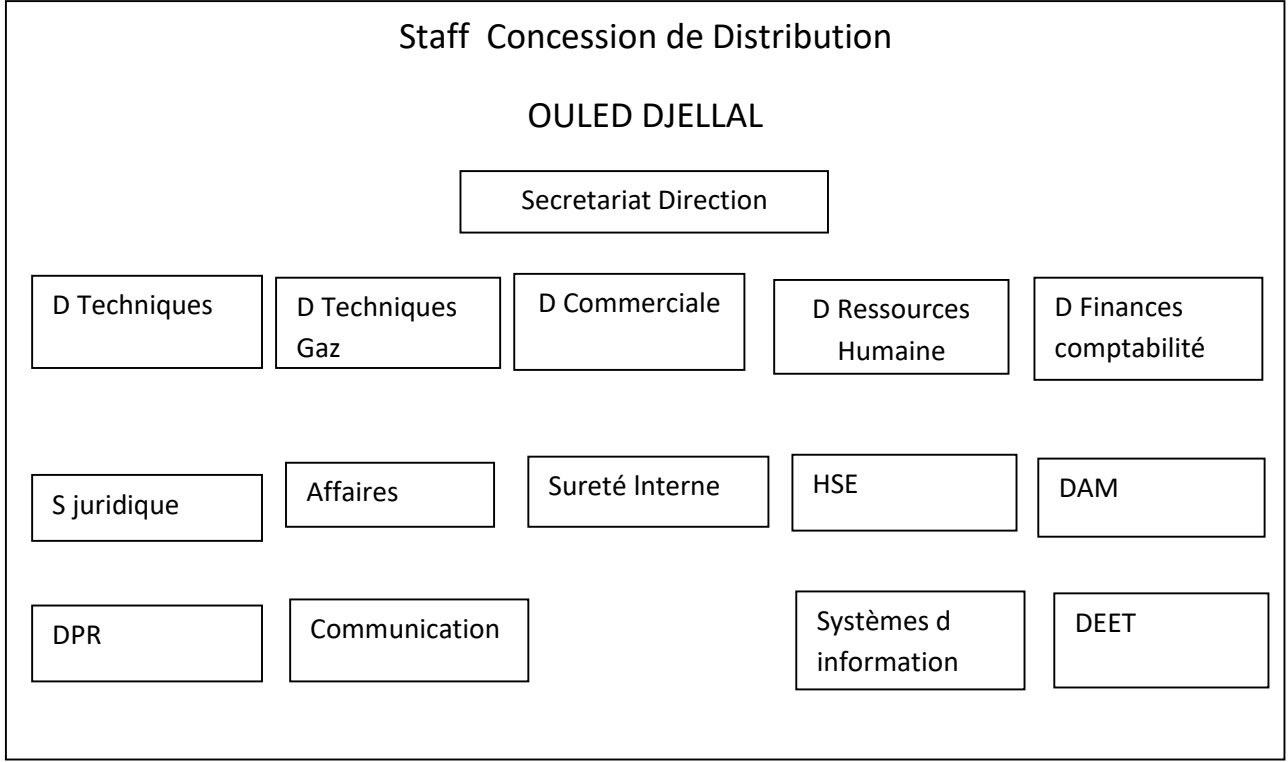 Staff Concession de Distribution
OULED DJELLAL
Secretariat Direction
D Techniques
D Techniques
Gaz
D Commerciale
D Ressources
Humaine
D Finances
comptabilité
S juridique
Affaires
Sureté Interne
HSE
DAM
DPR
Communication
Systèmes d
information
DEET